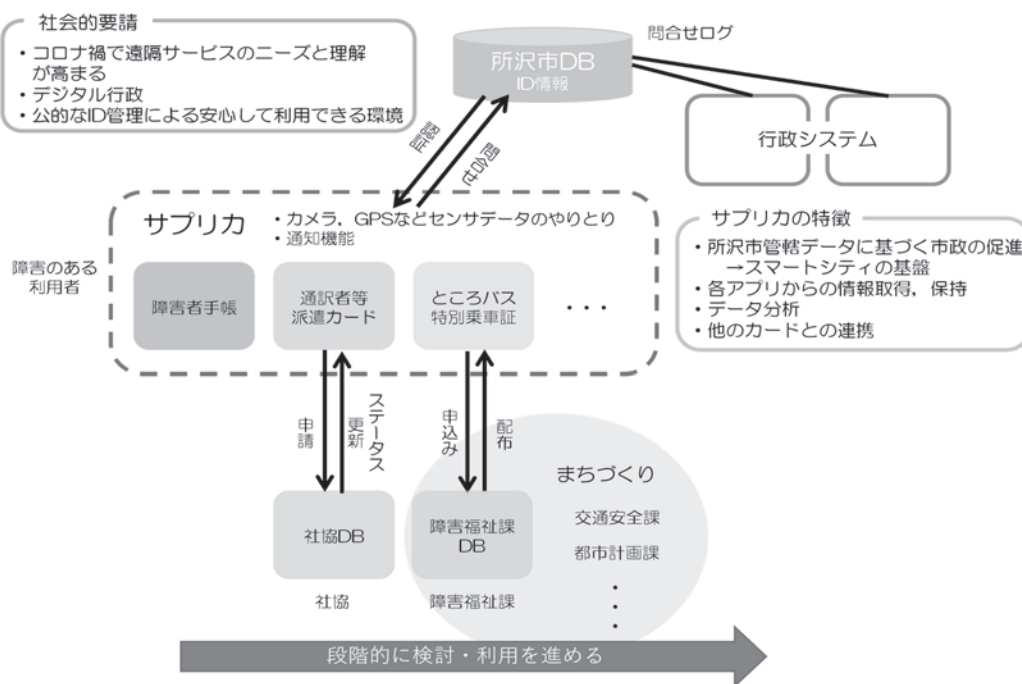 社会的要請
・コロナ禍で遠隔サービスのニーズと理解
が高まる
・デジタル行政
・公的なID管理による安心して利用できる環境
所沢市DB
ID情報
問合せログ
行政システム
認証
問合せ
サプリカ
・カメラ，GPSなどセンサデータのやりとり
・通知機能
障害のある
利用者
障害者手帳
通訳者等
派遣カード
ところバス
特別乗車証
・・・
サプリカの特徴
・所沢市管轄データに基づく市政の促進
→スマートシティの基盤
・各アプリからの情報取得，保持
・データ分析
・他のカードとの連携
申請
ステータス
更新
申込み
配布
社協DB
社協
障害福祉課
DB
障害福祉課
まちづくり
交通安全課
都市計画課
・
・
・
段階的に検討・利用を進める